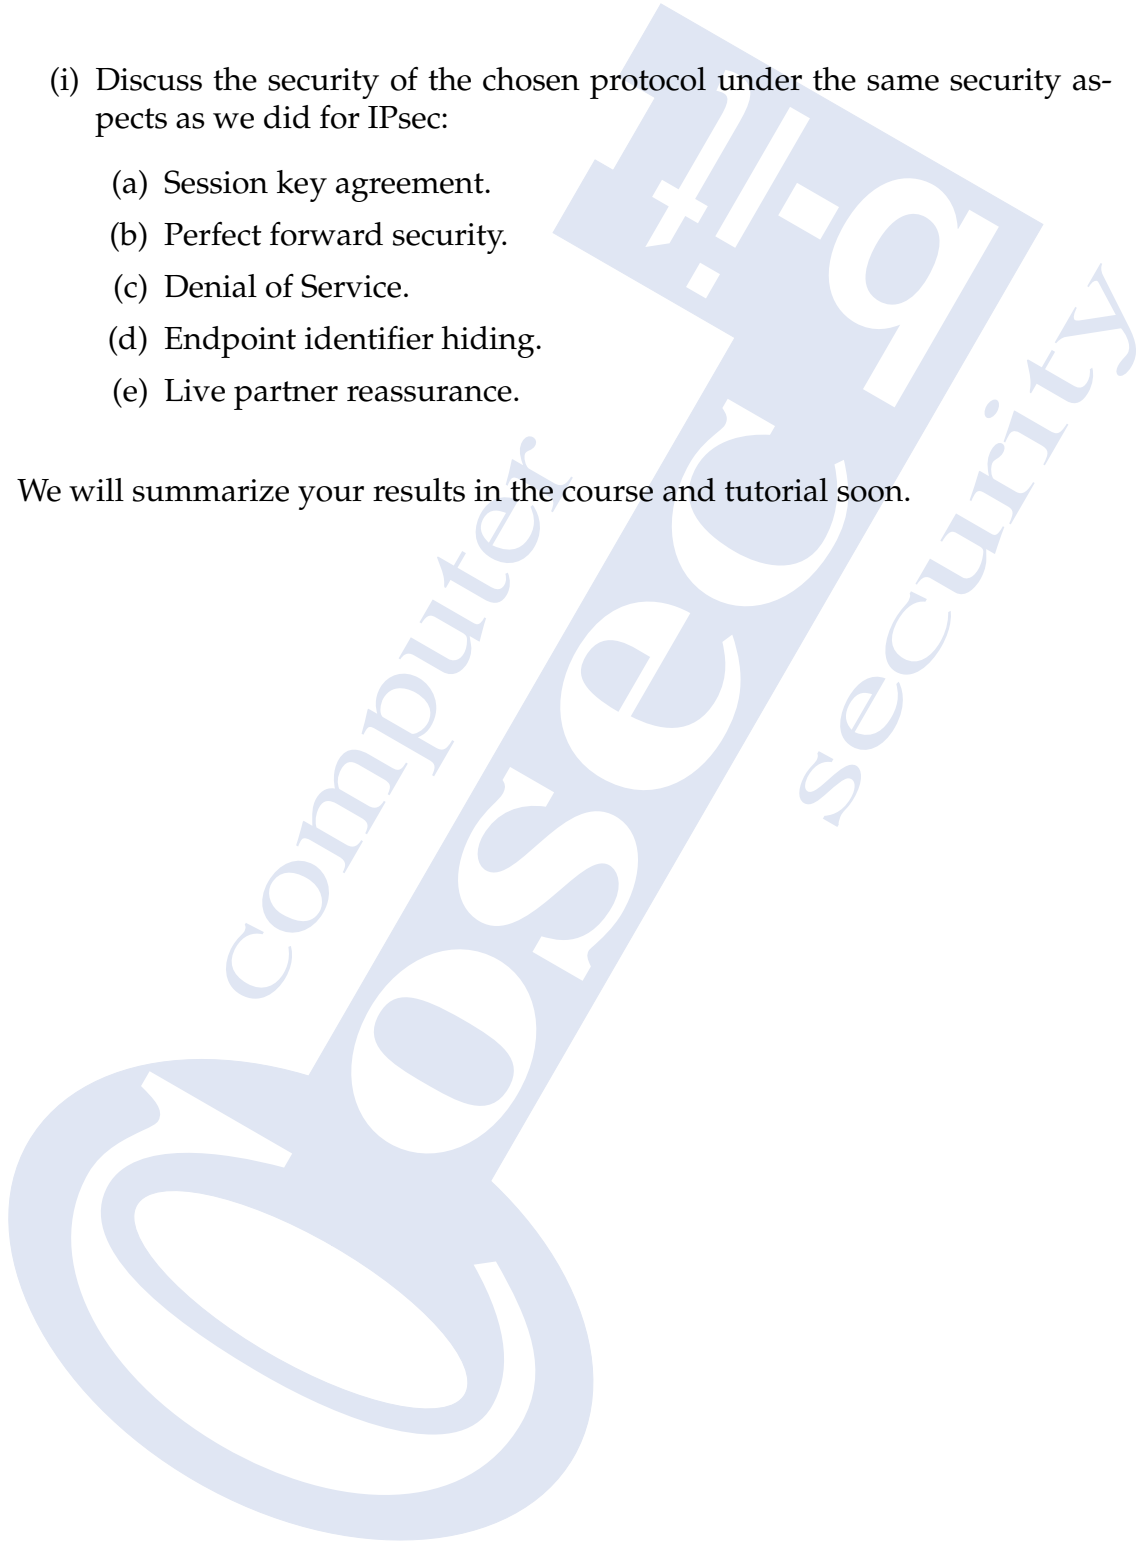 (i) Discuss the security of the chosen protocol under the same security as-
pects as we did for IPsec:
(a) Session key agreement.
(b) Perfect forward security.
(c) Denial of Service.
(d) Endpoint identifier hiding.
(e) Live partner reassurance.
We will summarize your results in the course and tutorial soon.
b-it
cosec
computer
security